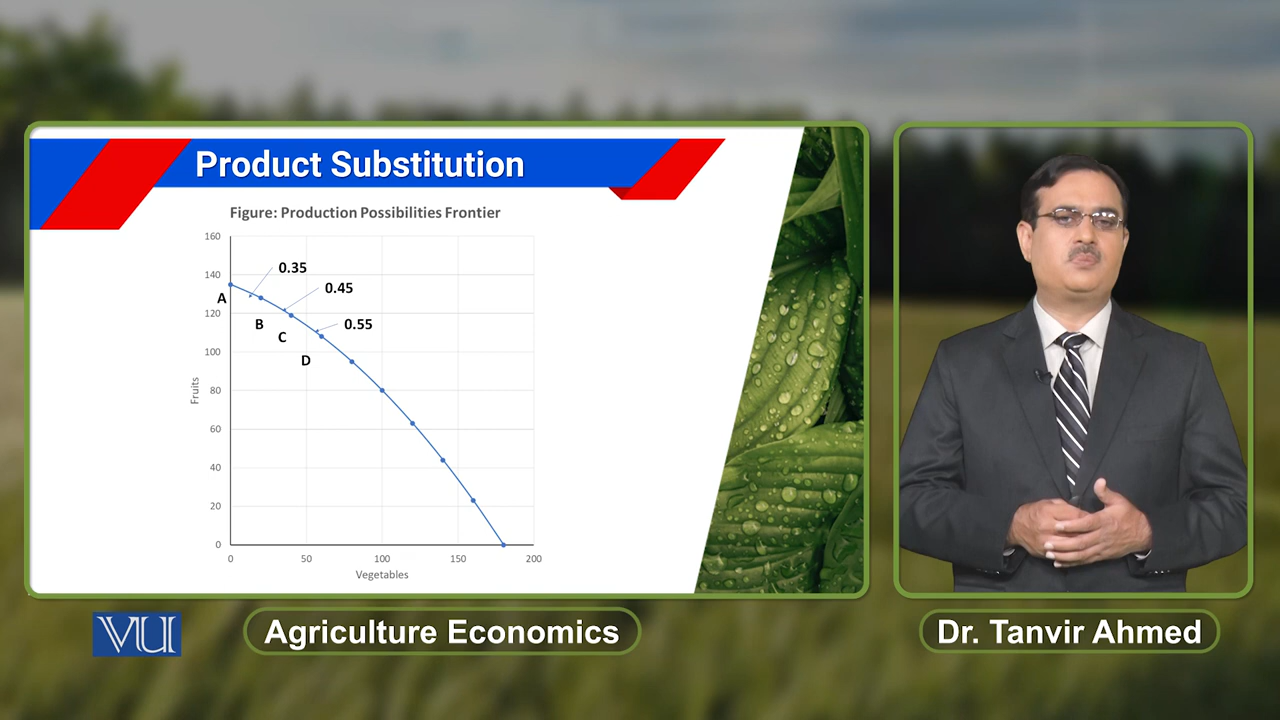 Product Substitution
Figure: Production Possibilities Frontier
160
140
120
100
80
60
40
20
0
Fruits
A
B
C
D
0.35
0.45
0.55
0 50 100 150 200
Vegetables
VU
Agriculture Economics
Dr. Tanvir Ahmed